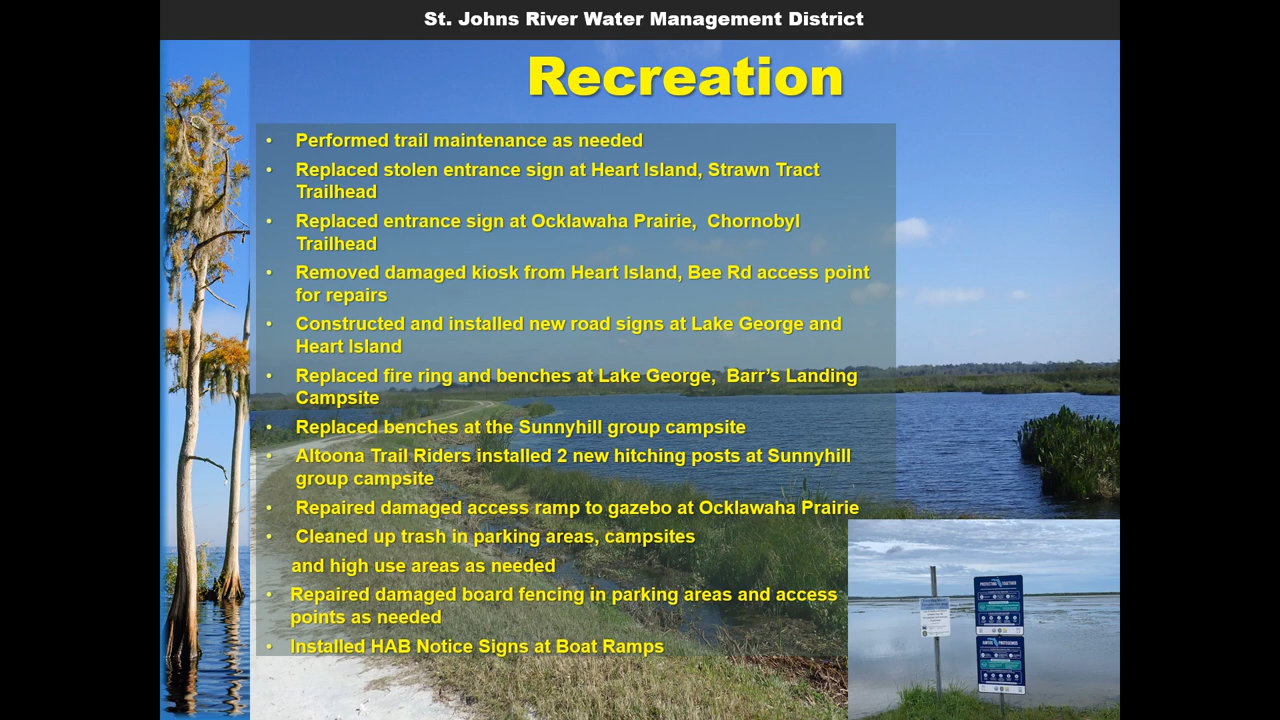 St. Johns River Water Management District
Recreation
• Performed trail maintenance as needed
• Replaced stolen entrance sign at Heart Island, Strawn Tract
Trailhead
• Replaced entrance sign at Ocklawaha Prairie,  Chornobyl
Trailhead
• Removed damaged kiosk from Heart Island, Bee Rd access point
for repairs
• Constructed and installed new road signs at Lake George and
Heart Island
• Replaced fire ring and benches at Lake George,  Barr’s Landing
Campsite
• Replaced benches at the Sunnyhill group campsite
• Altoona Trail Riders installed 2 new hitching posts at Sunnyhill
group campsite
• Repaired damaged access ramp to gazebo at Ocklawaha Prairie
• Cleaned up trash in parking areas, campsites
and high use areas as needed
• Repaired damaged board fencing in parking areas and access
points as needed
• Installed HAB Notice Signs at Boat Ramps